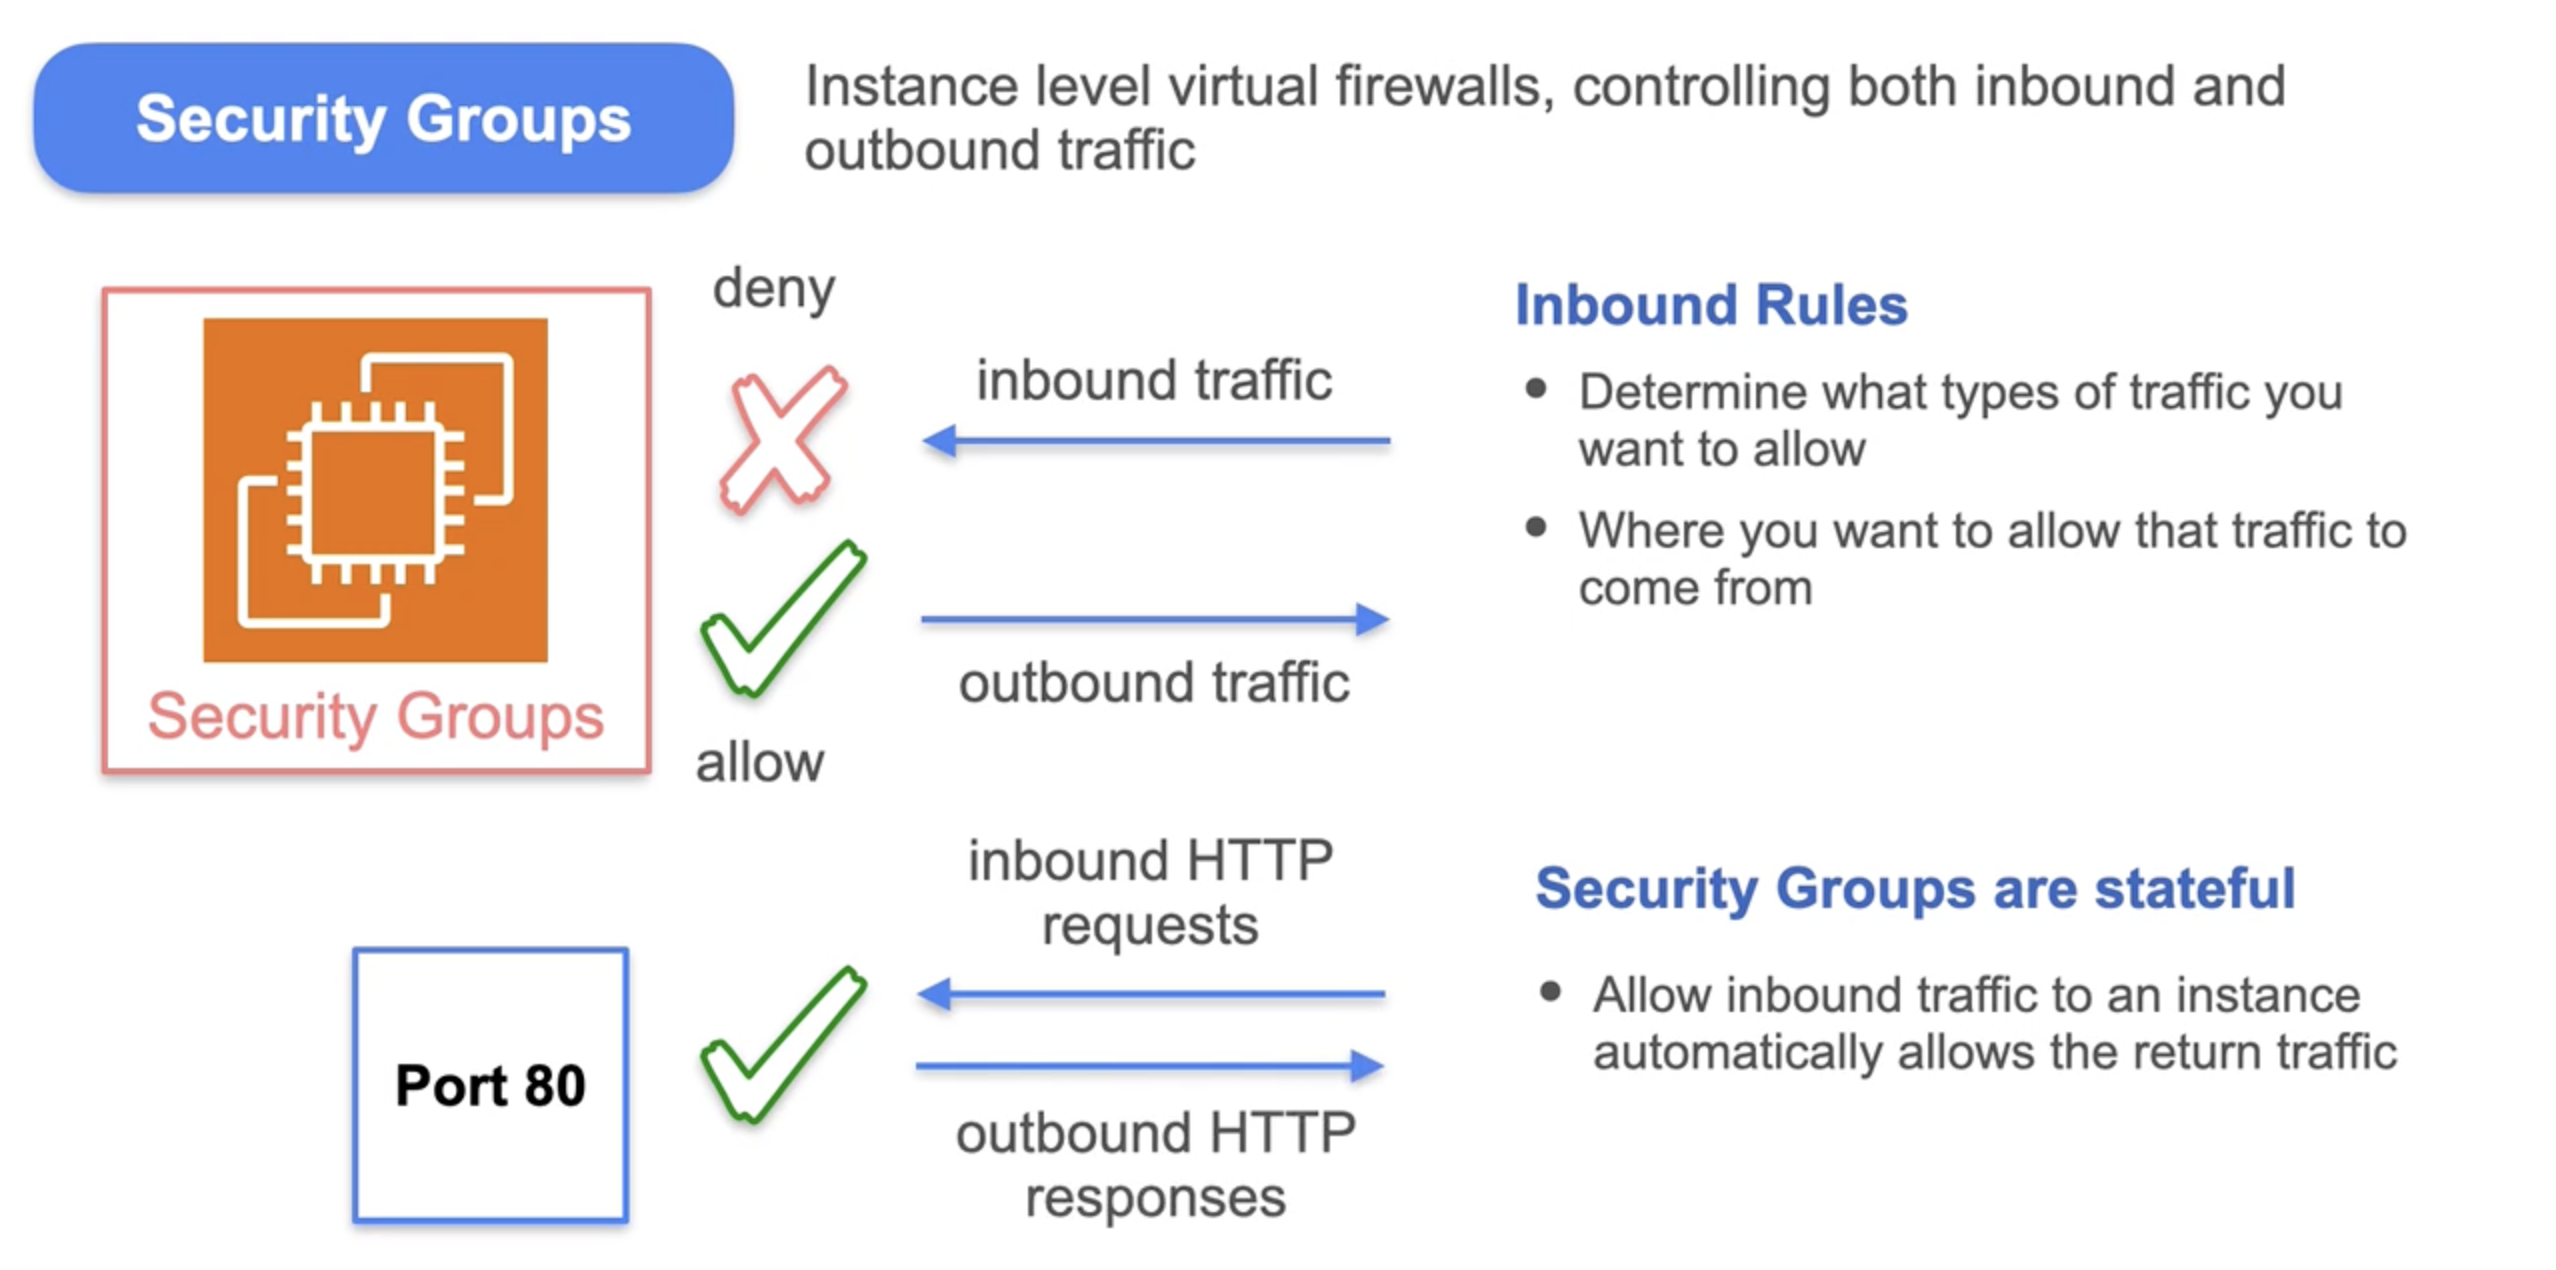 Security Groups
Instance level virtual firewalls, controlling both inbound and
outbound traffic
deny
inbound traffic
outbound traffic
allow
Security Groups
Inbound Rules
• Determine what types of traffic you
want to allow
• Where you want to allow that traffic to
come from
Port 80
inbound HTTP
requests
outbound HTTP
responses
Security Groups are stateful
• Allow inbound traffic to an instance
automatically allows the return traffic